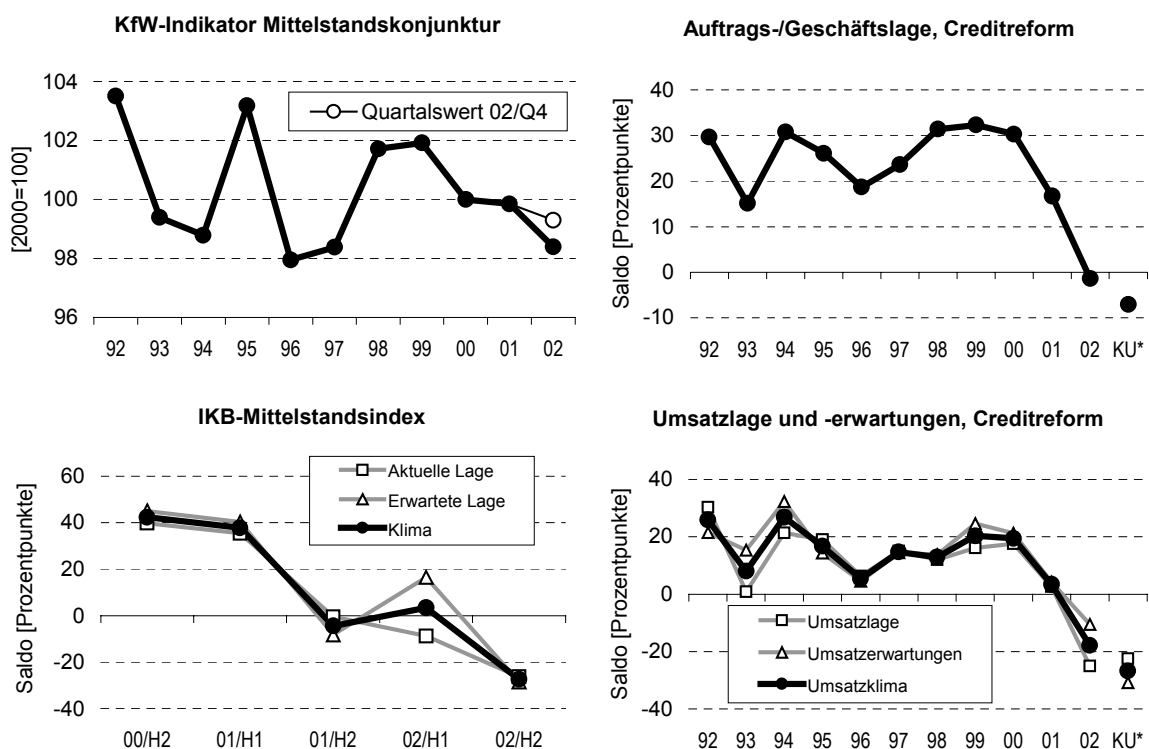 KfW-Indikator Mittelstandskonjunktur
[2000=100]
104
102
100
98
96
Quartalswert 02/Q4
92 93 94 95 96 97 98 99 00 01 02
Auftrags-/Geschäftslage, Creditreform
Saldo [Prozentpunkte]
40
30
20
10
0
-10
92 93 94 95 96 97 98 99 00 01 02 KU*
IKB-Mittelstandsindex
Saldo [Prozentpunkte]
60
40
20
0
-20
-40
Aktuelle Lage
Erwartete Lage
Klima
00/H2 01/H1 01/H2 02/H1 02/H2
Umsatzlage und -erwartungen, Creditreform
Saldo [Prozentpunkte]
40
20
0
-20
-40
Umsatzlage
Umsatzerwartungen
Umsatzklima
92 93 94 95 96 97 98 99 00 01 02 KU*